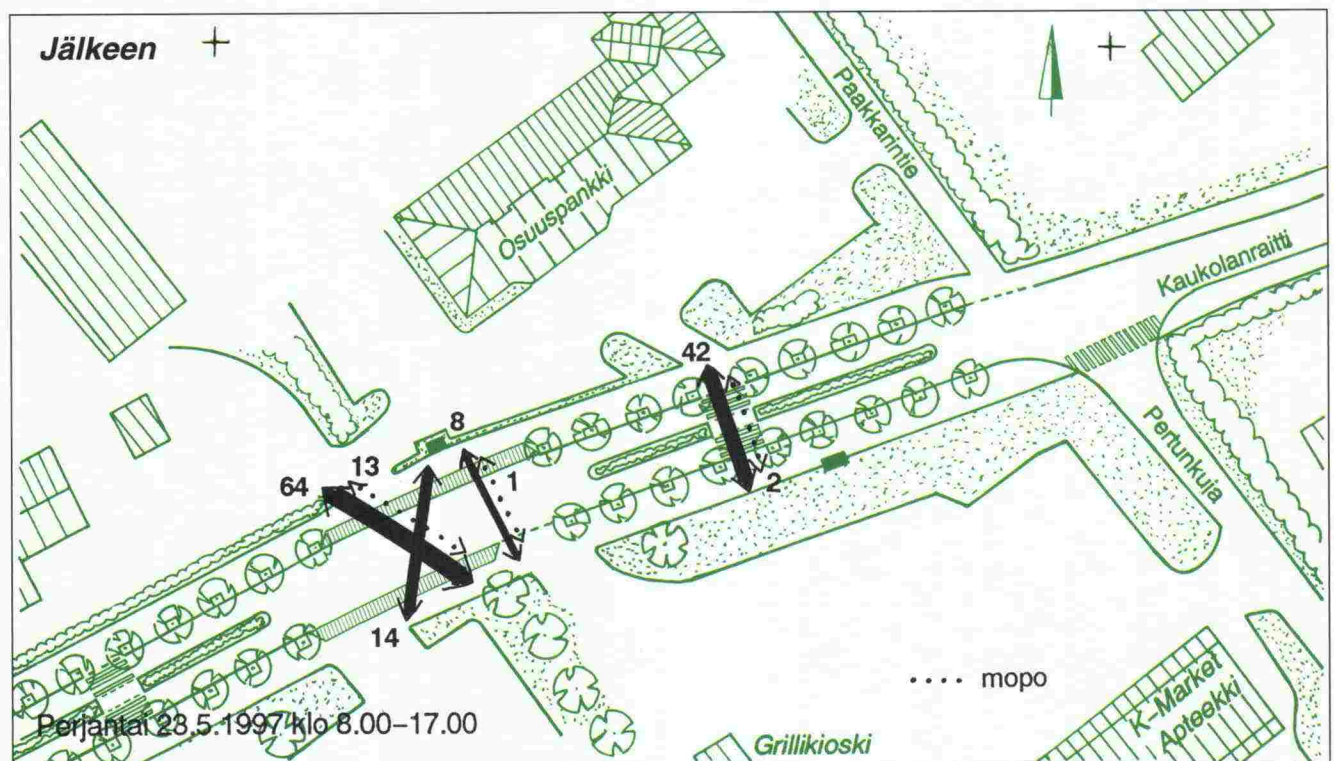 Jälkeen
Paakkarintie
Osuuspankki
Kaukolanraitti
42
8
13
1
64
2
Pertunkuja
14
.... mopo
K-Market
Apteekki
Perjantai 23.5.1997 klo 8.00–17.00
Grillikioski